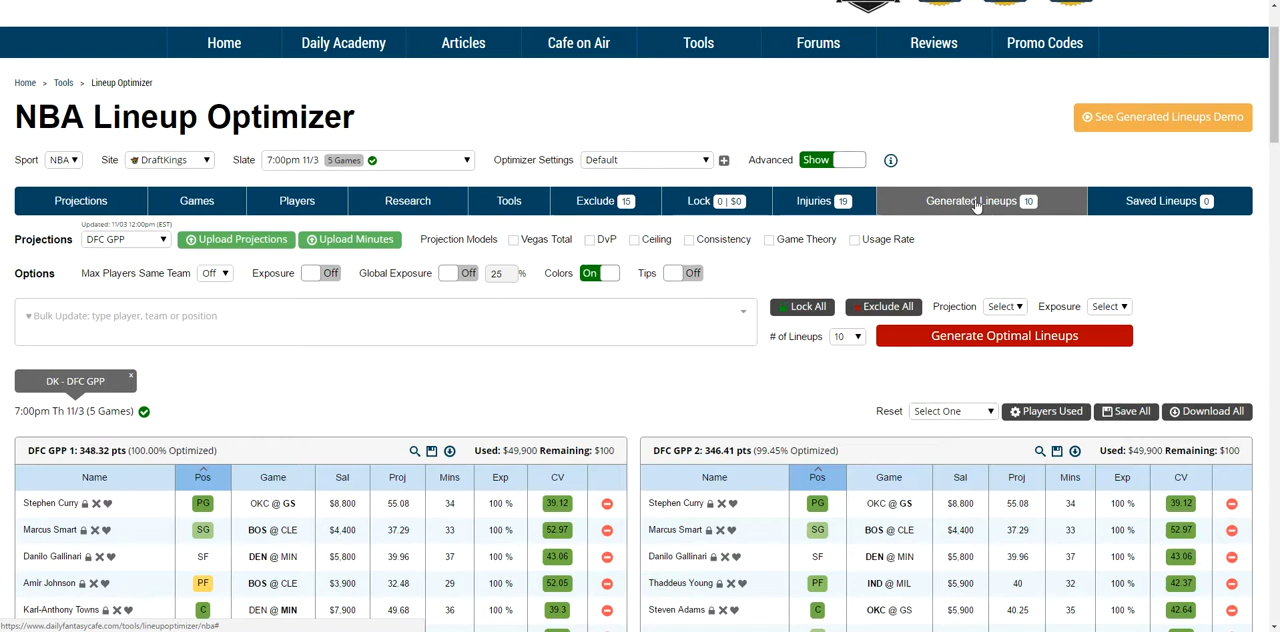 Home Daily Academy Articles Cafe on Air Tools Forums Reviews Promo Codes
Home > Tools > Lineup Optimizer
NBA Lineup Optimizer
See Generated Lineups Demo
Sport NBA Site DraftKings Slate 7:00pm 11/3 5 Games Optimizer Settings Default Advanced Show
Projections Games Players Research Tools Exclude 15 Lock 0 | $0 Injuries 19 Generated Lineups 10 Saved Lineups 0
Updated: 11/03 12:00pm (EST)
Projections DFC GPP Upload Projections Upload Minutes Projection Models Vegas Total DvP Ceiling Consistency Game Theory Usage Rate
Options Max Players Same Team Off Exposure Off Global Exposure Off 25 % Colors On Tips Off
Bulk Update: type player, team or position
Lock All Exclude All Projection Select Exposure Select
# of Lineups 10 Generate Optimal Lineups
DK - DFC GPP x
7:00pm Th 11/3 (5 Games)
Reset Select One Players Used Save All Download All
DFC GPP 1: 348.32 pts (100.00% Optimized) Used: $49,900 Remaining: $100
Name Pos Game Sal Proj Mins Exp CV
Stephen Curry PG OKC @ GS $8,800 55.08 34 100 % 39.12
Marcus Smart SG BOS @ CLE $4,400 37.29 33 100 % 52.97
Danilo Gallinari SF DEN @ MIN $5,800 39.96 37 100 % 43.06
Amir Johnson PF BOS @ CLE $3,900 32.48 29 100 % 52.05
Karl-Anthony Towns C DEN @ MIN $7,900 49.68 36 100 % 39.3
DFC GPP 2: 346.41 pts (99.45% Optimized) Used: $49,900 Remaining: $100
Name Pos Game Sal Proj Mins Exp CV
Stephen Curry PG OKC @ GS $8,800 55.08 34 100 % 39.12
Marcus Smart SG BOS @ CLE $4,400 37.29 33 100 % 52.97
Danilo Gallinari SF DEN @ MIN $5,800 39.96 37 100 % 43.06
Thaddeus Young PF IND @ MIL $5,900 40 32 100 % 42.37
Steven Adams C OKC @ GS $5,900 40.25 35 100 % 42.64
https://www.dailyfantasycafe.com/tools/lineupoptimizer/nba#